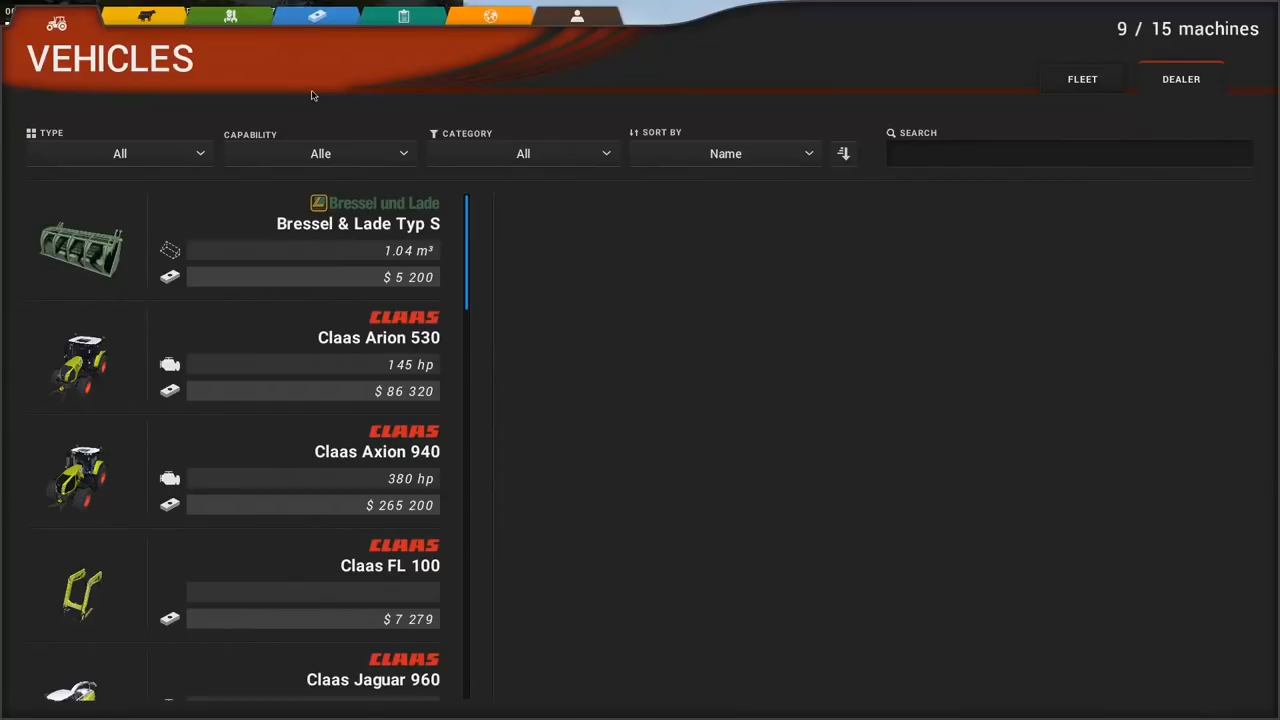 9 / 15 machines
VEHICLES
FLEET
DEALER
TYPE
CAPABILITY
CATEGORY
SORT BY
SEARCH
All
Alle
All
Name
Bressel und Lade
Bressel & Lade Typ S
1.04 m³
$ 5 200
CLAAS
Claas Arion 530
145 hp
$ 86 320
CLAAS
Claas Axion 940
380 hp
$ 265 200
CLAAS
Claas FL 100
$ 7 279
CLAAS
Claas Jaguar 960